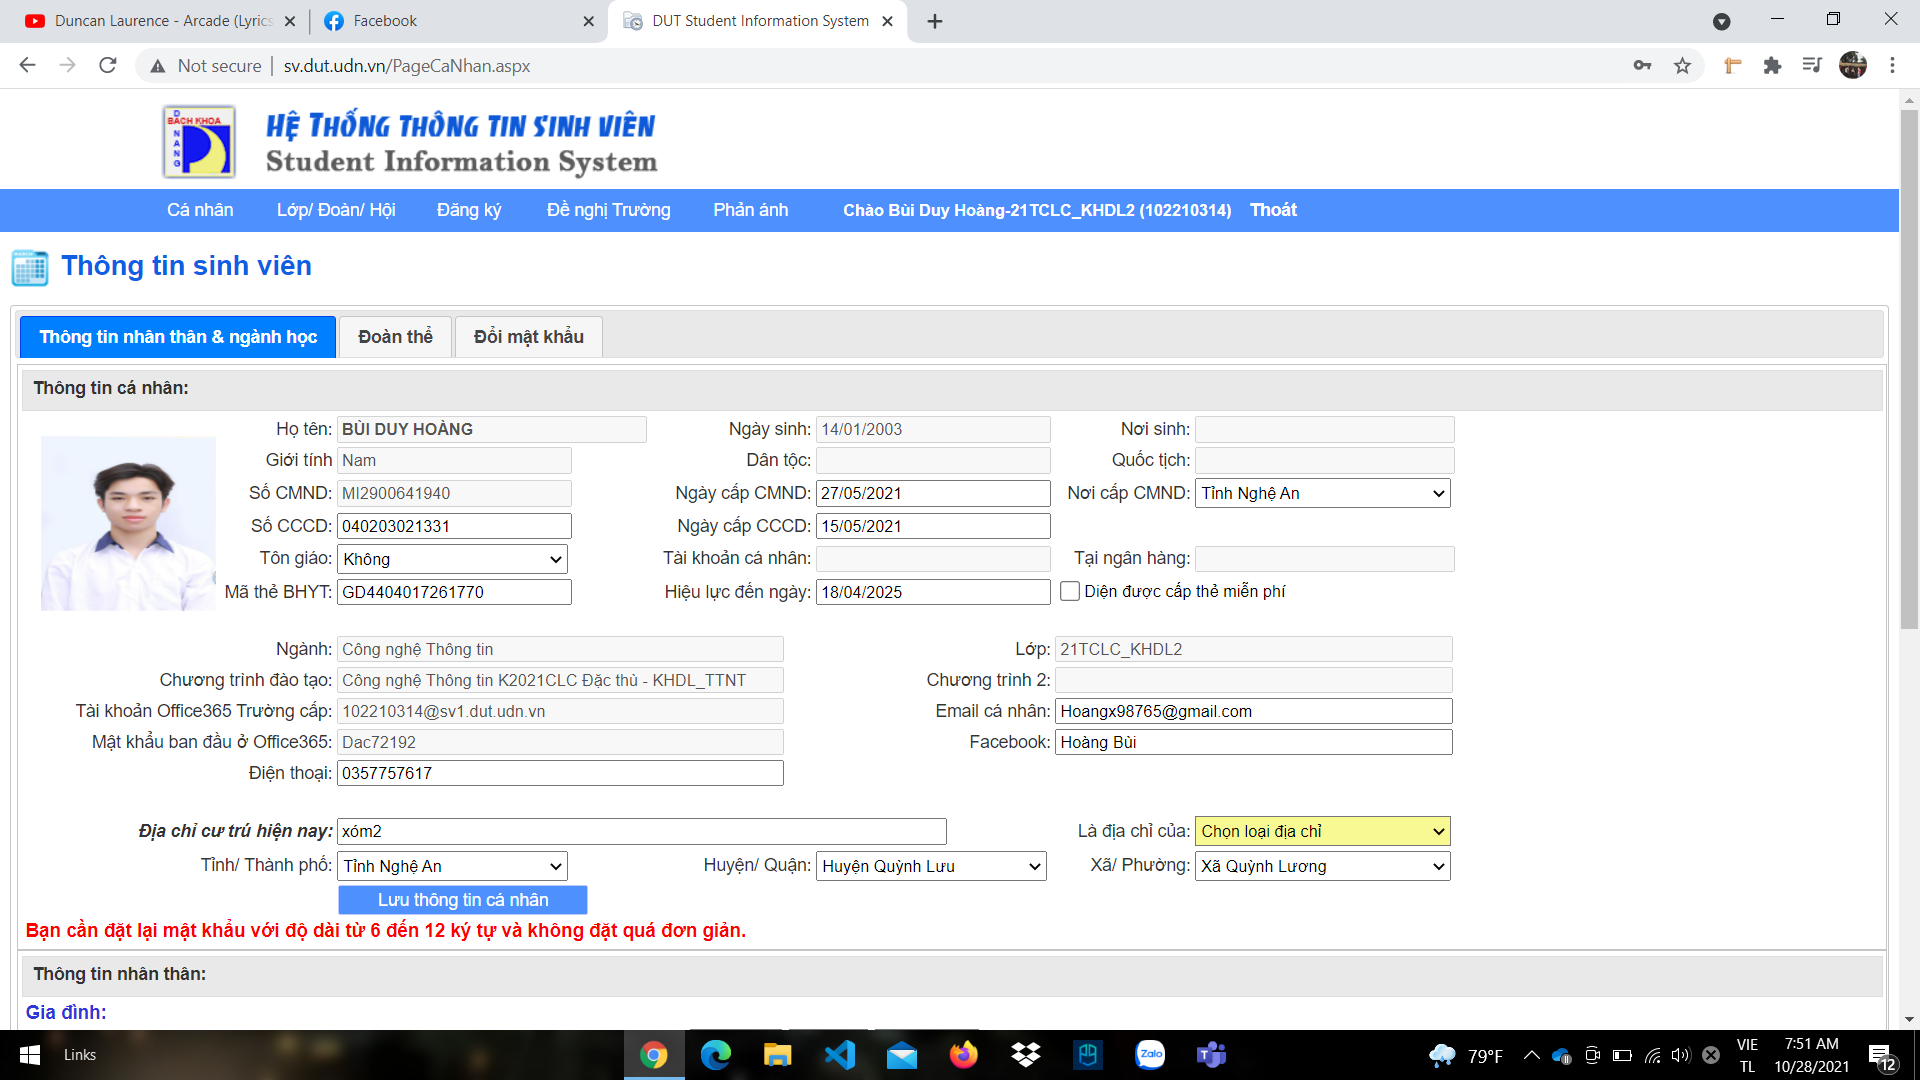 Duncan Laurence - Arcade (Lyrics
Facebook
DUT Student Information System
Not secure | sv.dut.udn.vn/PageCaNhan.aspx
BÁCH KHOA
DANANG
HỆ THỐNG THÔNG TIN SINH VIÊN
Student Information System
Cá nhân Lớp/ Đoàn/ Hội Đăng ký Đề nghị Trường Phản ánh Chào Bùi Duy Hoàng-21TCLC_KHDL2 (102210314) Thoát
Thông tin sinh viên
Thông tin nhân thân & ngành học Đoàn thể Đổi mật khẩu
Thông tin cá nhân:
Họ tên: BÙI DUY HOÀNG Ngày sinh: 14/01/2003 Nơi sinh:
Giới tính Nam Dân tộc: Quốc tịch:
Số CMND: MI2900641940 Ngày cấp CMND: 27/05/2021 Nơi cấp CMND: Tỉnh Nghệ An
Số CCCD: 040203021331 Ngày cấp CCCD: 15/05/2021
Tôn giáo: Không Tài khoản cá nhân: Tại ngân hàng:
Mã thẻ BHYT: GD4404017261770 Hiệu lực đến ngày: 18/04/2025 Diện được cấp thẻ miễn phí
Ngành: Công nghệ Thông tin Lớp: 21TCLC_KHDL2
Chương trình đào tạo: Công nghệ Thông tin K2021CLC Đặc thù - KHDL_TTNT Chương trình 2:
Tài khoản Office365 Trường cấp: 102210314@sv1.dut.udn.vn Email cá nhân: Hoangx98765@gmail.com
Mật khẩu ban đầu ở Office365: Dac72192 Facebook: Hoàng Bùi
Điện thoại: 0357757617
Địa chỉ cư trú hiện nay: xóm2 Là địa chỉ của: Chọn loại địa chỉ
Tỉnh/ Thành phố: Tỉnh Nghệ An Huyện/ Quận: Huyện Quỳnh Lưu Xã/ Phường: Xã Quỳnh Lương
Lưu thông tin cá nhân
Bạn cần đặt lại mật khẩu với độ dài từ 6 đến 12 ký tự và không đặt quá đơn giản.
Thông tin nhân thân:
Gia đình:
Links
Zalo
79°F
VIE
TL
7:51 AM
10/28/2021
12